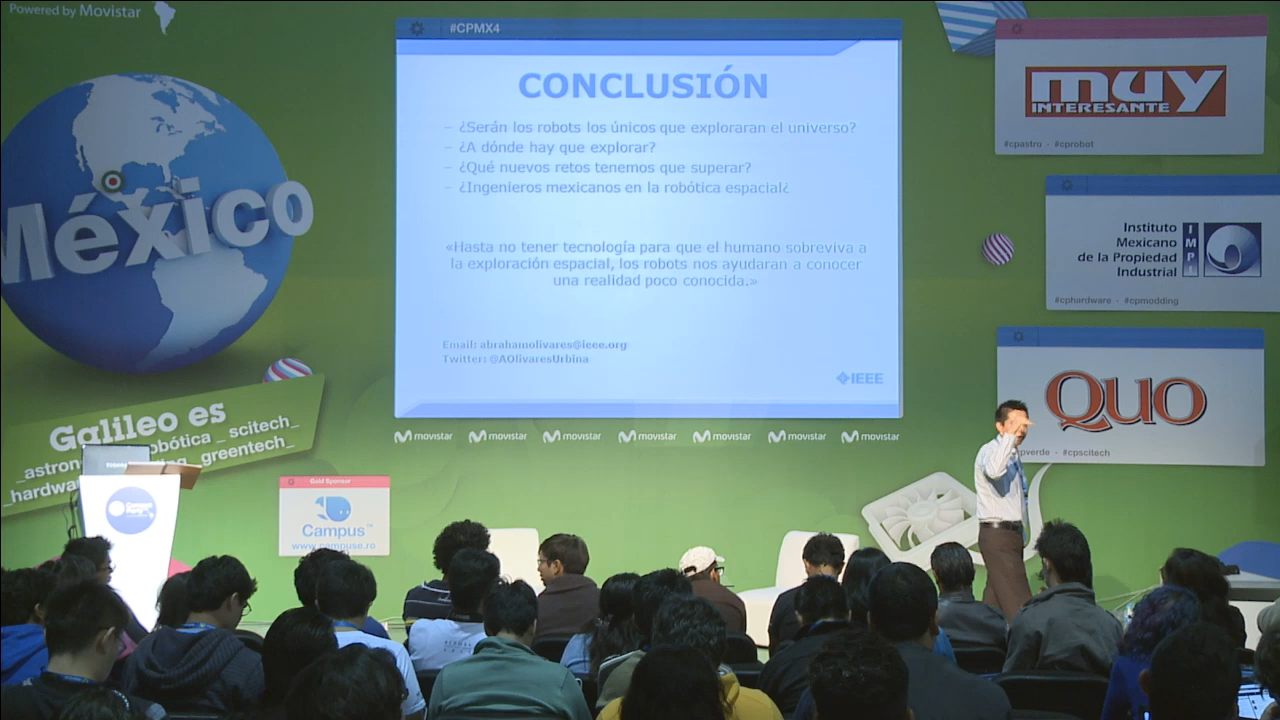 Powered by Movistar
México
Galileo es
robótica _ scitech_
greentech_
#CPMX4
CONCLUSIÓN
– ¿Serán los robots los únicos que exploraran el universo?
– ¿A dónde hay que explorar?
– ¿Qué nuevos retos tenemos que superar?
– ¿Ingenieros mexicanos en la robótica espacial¿
«Hasta no tener tecnología para que el humano sobreviva a
la exploración espacial, los robots nos ayudaran a conocer
una realidad poco conocida.»
Email: abrahamolivares@ieee.org
Twitter: @AOlivaresUrbina
IEEE
movistar movistar movistar movistar movistar movistar movistar
Gold Sponsor
Campus™
www.campuse.ro
muy
INTERESANTE
#cpastro - #cprobot
Instituto
Mexicano
de la Propiedad
Industrial
IMPI
#cphardware - #cpmodding
Quo
#cpscitech